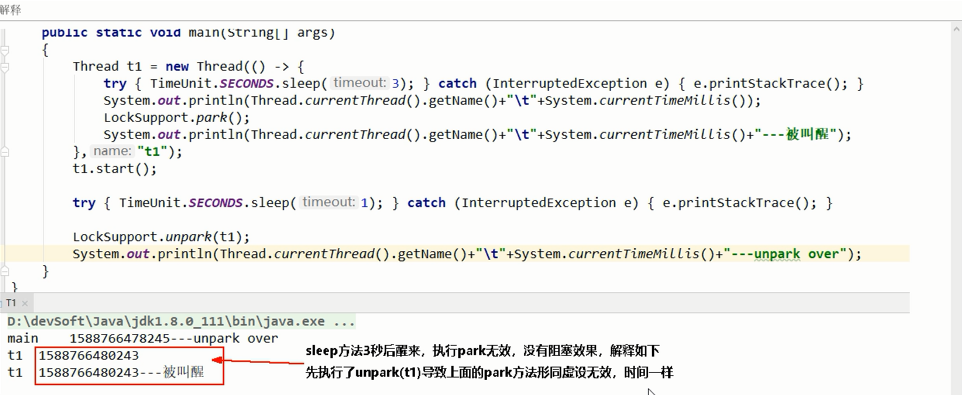 解释
public static void main(String[] args)
{
Thread t1 = new Thread(() -> {
try { TimeUnit.SECONDS.sleep( timeout: 3); } catch (InterruptedException e) { e.printStackTrace(); }
System.out.println(Thread.currentThread().getName()+"\t"+System.currentTimeMillis());
LockSupport.park();
System.out.println(Thread.currentThread().getName()+"\t"+System.currentTimeMillis()+"---被叫醒");
}, name: "t1");
t1.start();
try { TimeUnit.SECONDS.sleep( timeout: 1); } catch (InterruptedException e) { e.printStackTrace(); }
LockSupport.unpark(t1);
System.out.println(Thread.currentThread().getName()+"\t"+System.currentTimeMillis()+"---unpark over");
}
}
T1 ×
D:\devSoft\Java\jdk1.8.0_111\bin\java.exe ...
main 1588766478245---unpark over
t1 1588766480243
t1 1588766480243---被叫醒
sleep方法3秒后醒来，执行park无效，没有阻塞效果，解释如下
先执行了unpark(t1)导致上面的park方法形同虚设无效，时间一样